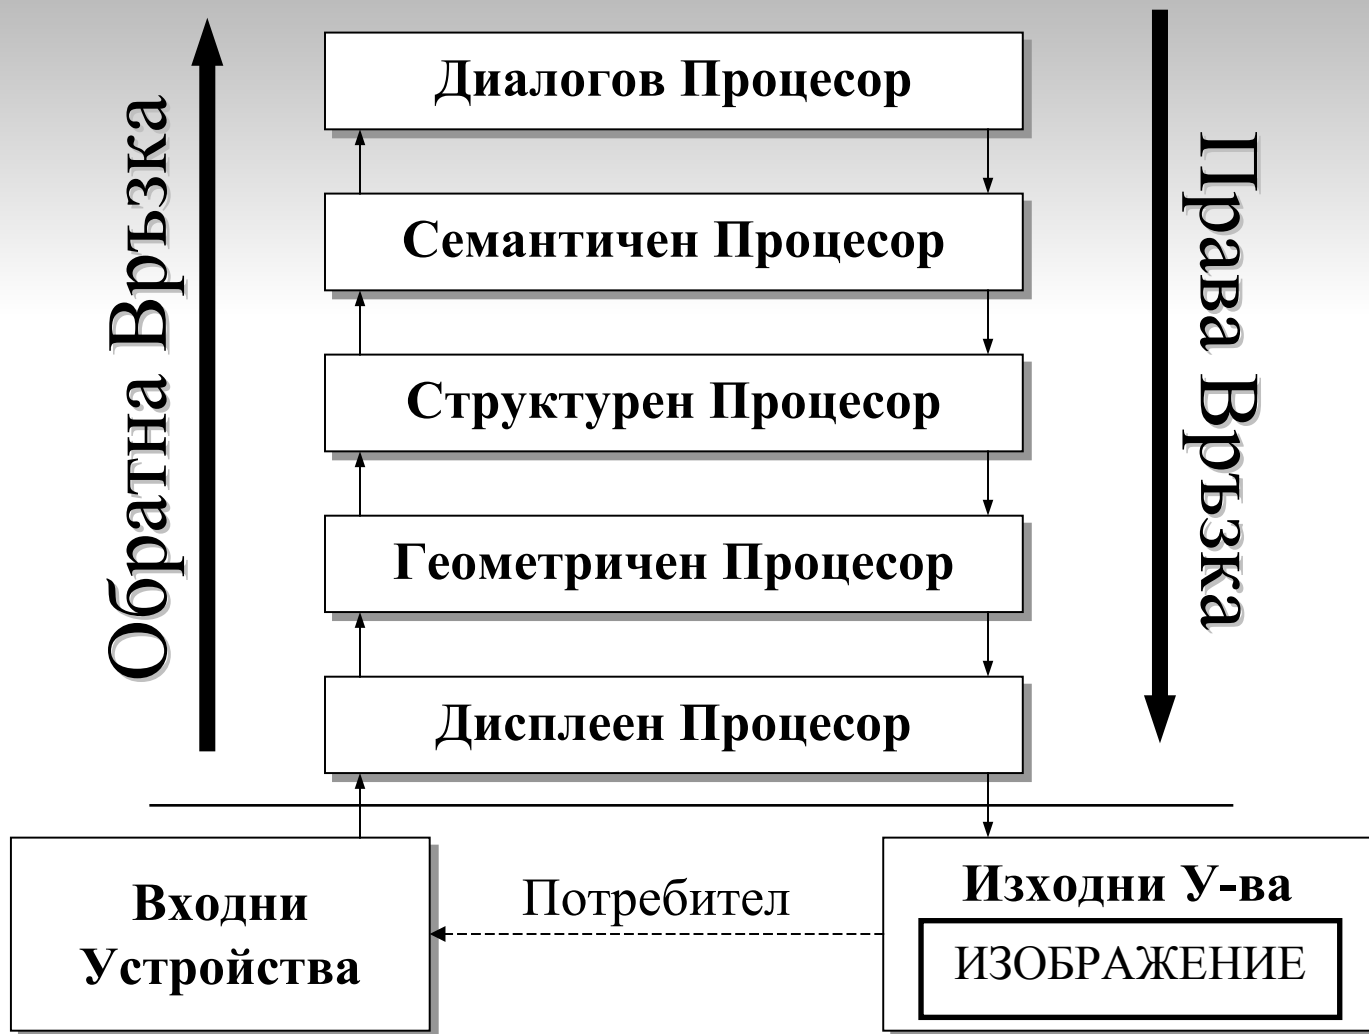 Обратна Връзка
Диалогов Процесор
Семантичен Процесор
Структурен Процесор
Геометричен Процесор
Дисплеен Процесор
Права Връзка
Входни
Устройства
Потребител
Изходни У-ва
ИЗОБРАЖЕНИЕ